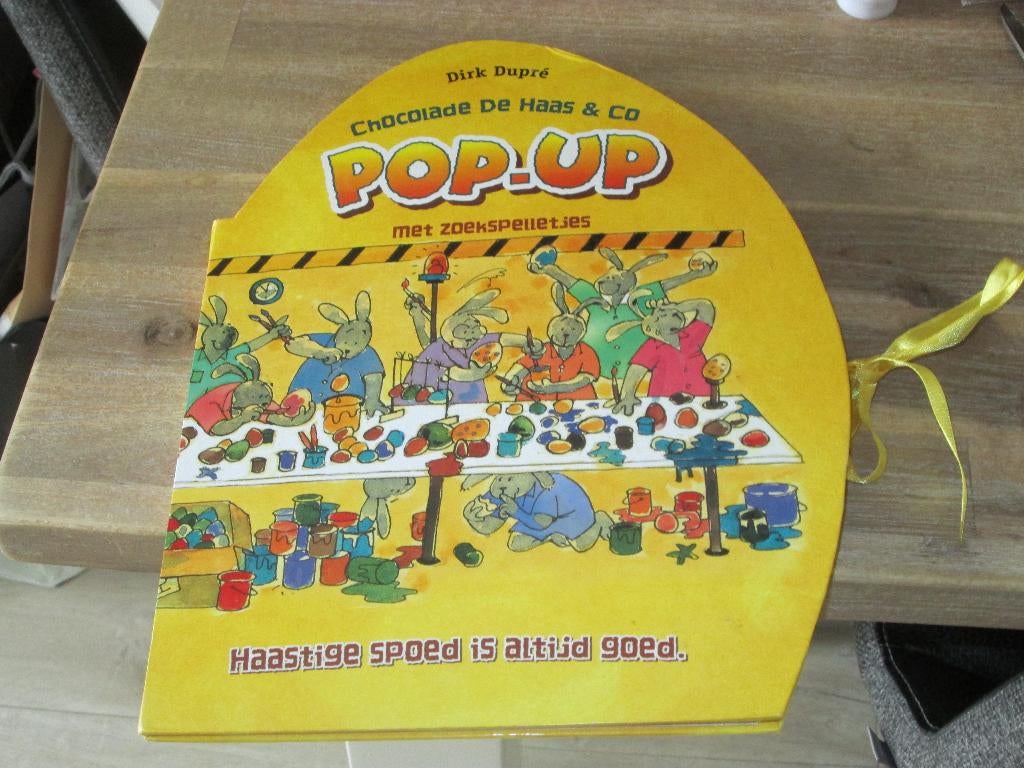 Dirk Dupré
Chocolade De Haas & Co
POP-UP
met zoekspelletjes
Haastige spoed is altijd goed.